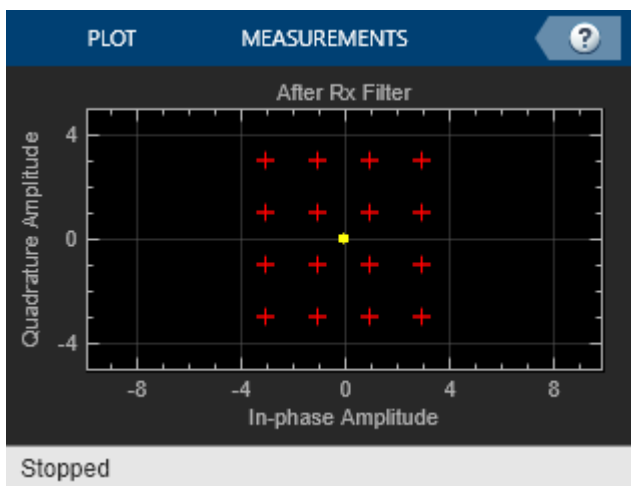 PLOT MEASUREMENTS ?
After Rx Filter
Quadrature Amplitude
4
0
-4
-8 -4 0 4 8
In-phase Amplitude
Stopped